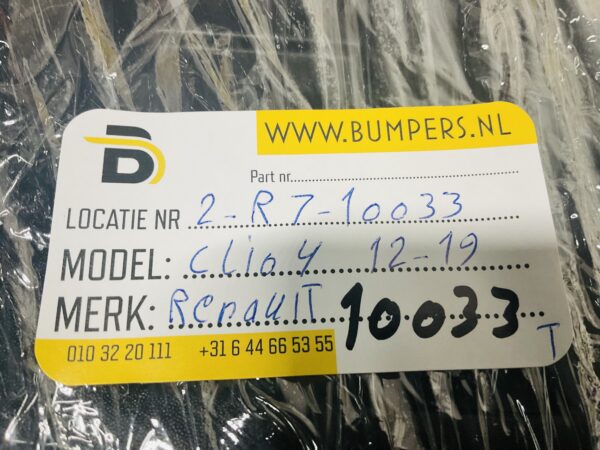 B
WWW.BUMPERS.NL
Part nr.
LOCATIE NR 2-R7-10033
MODEL: Clio 4 12-19
MERK: Renault 10033 T
010 32 20 111 +31 6 44 66 53 55